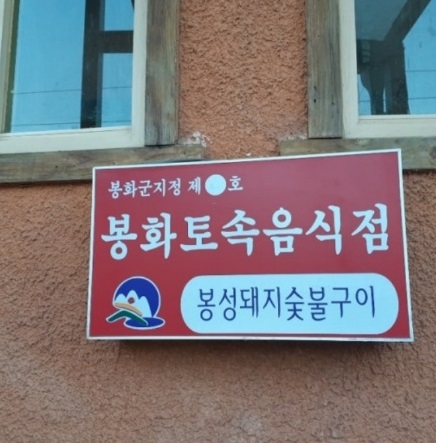 봉화군지정 제 호
봉화토속음식점
봉성돼지숯불구이